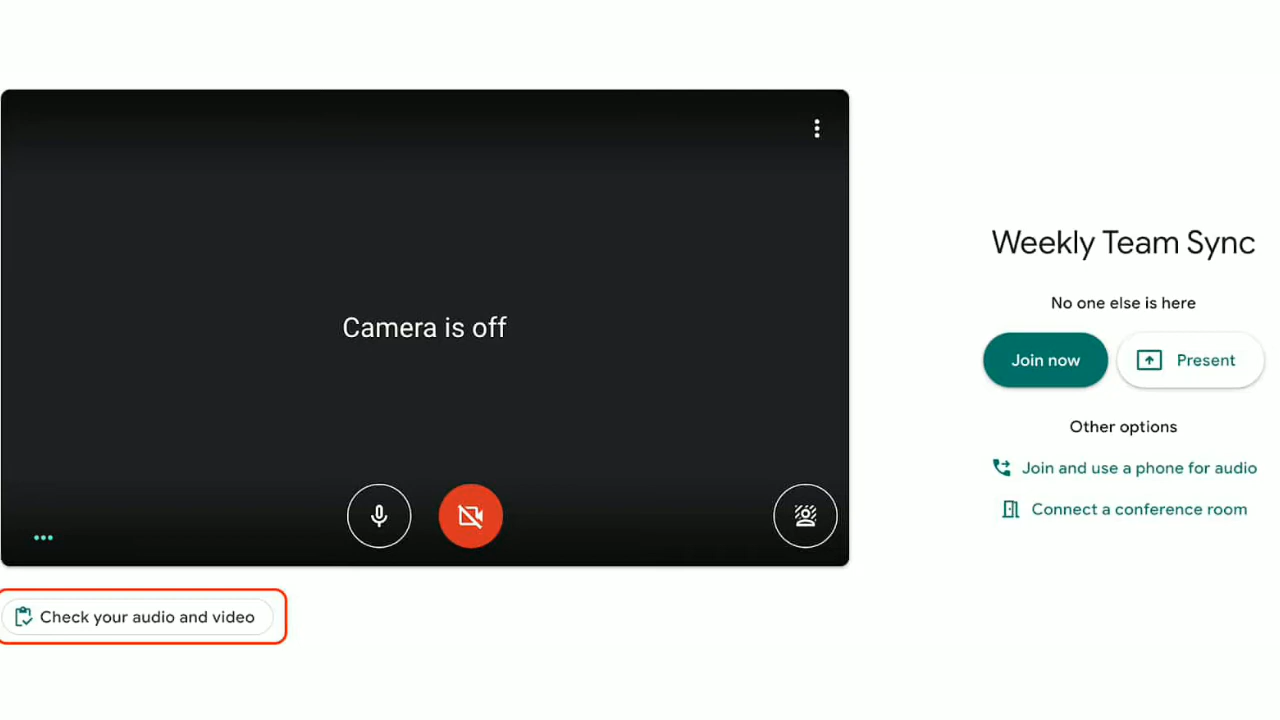 Camera is off
Check your audio and video
Weekly Team Sync
No one else is here
Join now
Present
Other options
Join and use a phone for audio
Connect a conference room